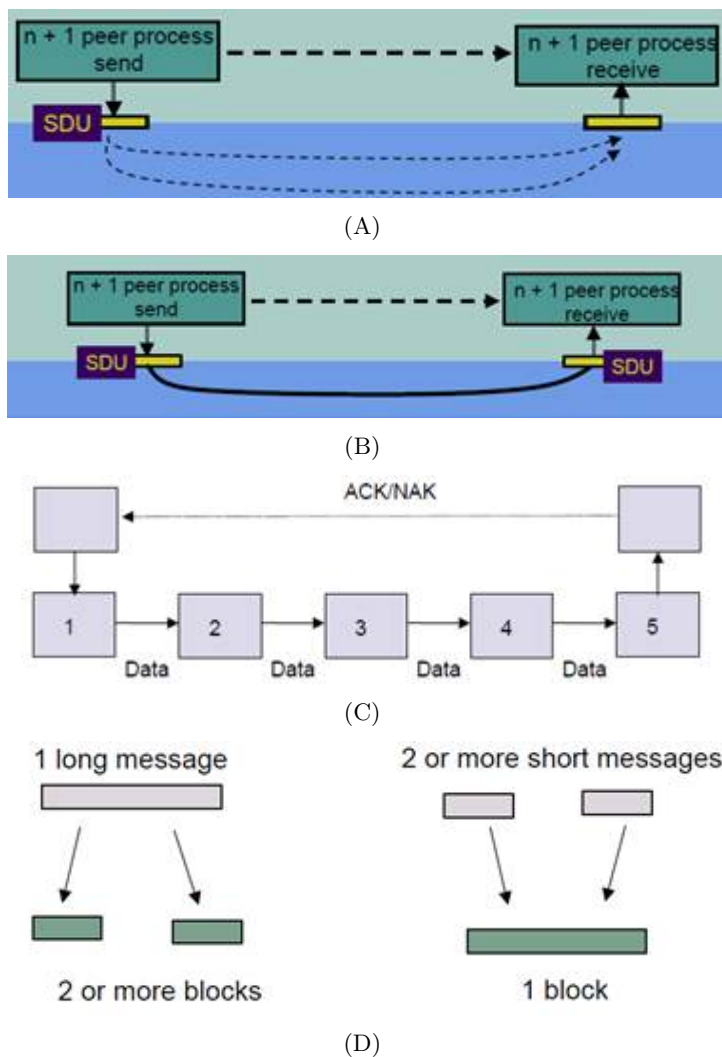 n + 1 peer process
send
n + 1 peer process
receive
SDU
(A)
n + 1 peer process
send
n + 1 peer process
receive
SDU
SDU
(B)
ACK/NAK
1
2
3
4
5
Data
Data
Data
Data
(C)
1 long message
2 or more short messages
2 or more blocks
1 block
(D)